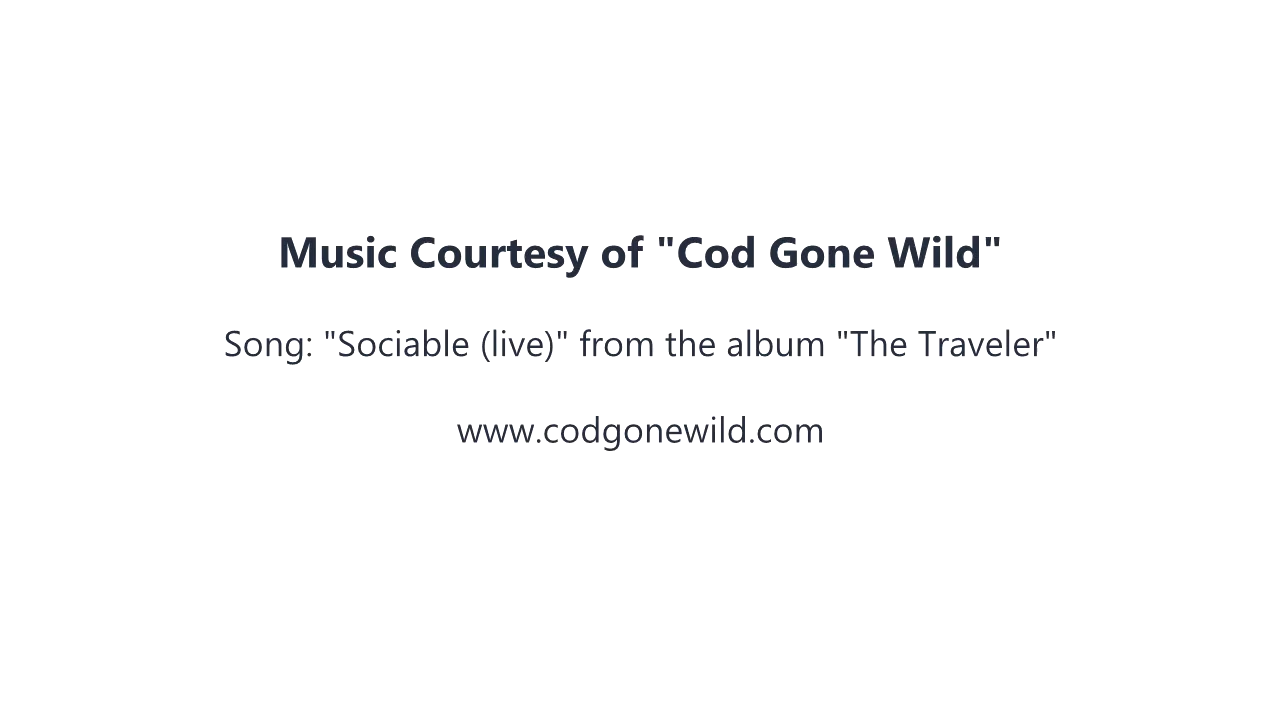 Music Courtesy of "Cod Gone Wild"
Song: "Sociable (live)" from the album "The Traveler"
www.codgonewild.com